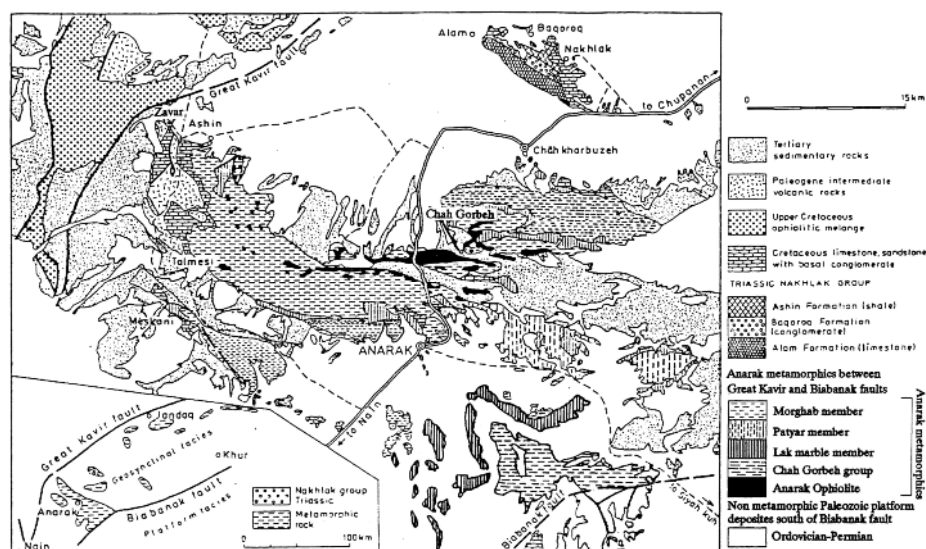 Alama
Baqoroq
Nakhlak
Great Kavir fault
to Chupanan
0 15km
Zavar
Ashin
Chāh kharbuzeh
Chah Gorbeh
Talmesi
Meskani
ANARAK
to Nain
Great Kavir fault
Jandaq
Geosynclinal facies
Khur
Anarak
Biabanak fault
Platform facies
Nain
Nakhlak group
Triassic
Metamorphic
rock
100km
Biabanak fault
to Siyah kuh
Tertiary
sedimentary rocks
Paleogene intermediate
volcanic rocks
Upper Cretaceous
ophiolitic melange
Cretaceous limestone, sandstone
with basal conglomerate
TRIASSIC NAKHLAK GROUP
Ashin Formation (shale)
Baqoroq Formation
(conglomerate)
Alam Formation (limestone)
Anarak metamorphics between
Great Kavir and Biabanak faults
Morghab member
Patyar member
Lak marble member
Chah Gorbeh group
Anarak Ophiolite
Anarak metamorphics
Non metamorphic Paleozoic platform
deposites south of Biabanak fault
Ordovician-Permian